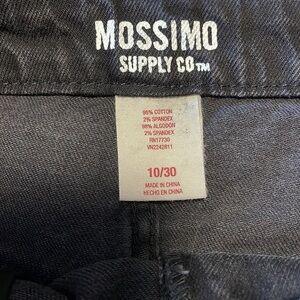 MOSSIMO
SUPPLY CO TM
98% COTTON
2% SPANDEX
98% ALGODON
2% SPANDEX
RN17730
VN2242811
10/30
MADE IN CHINA
HECHO EN CHINA